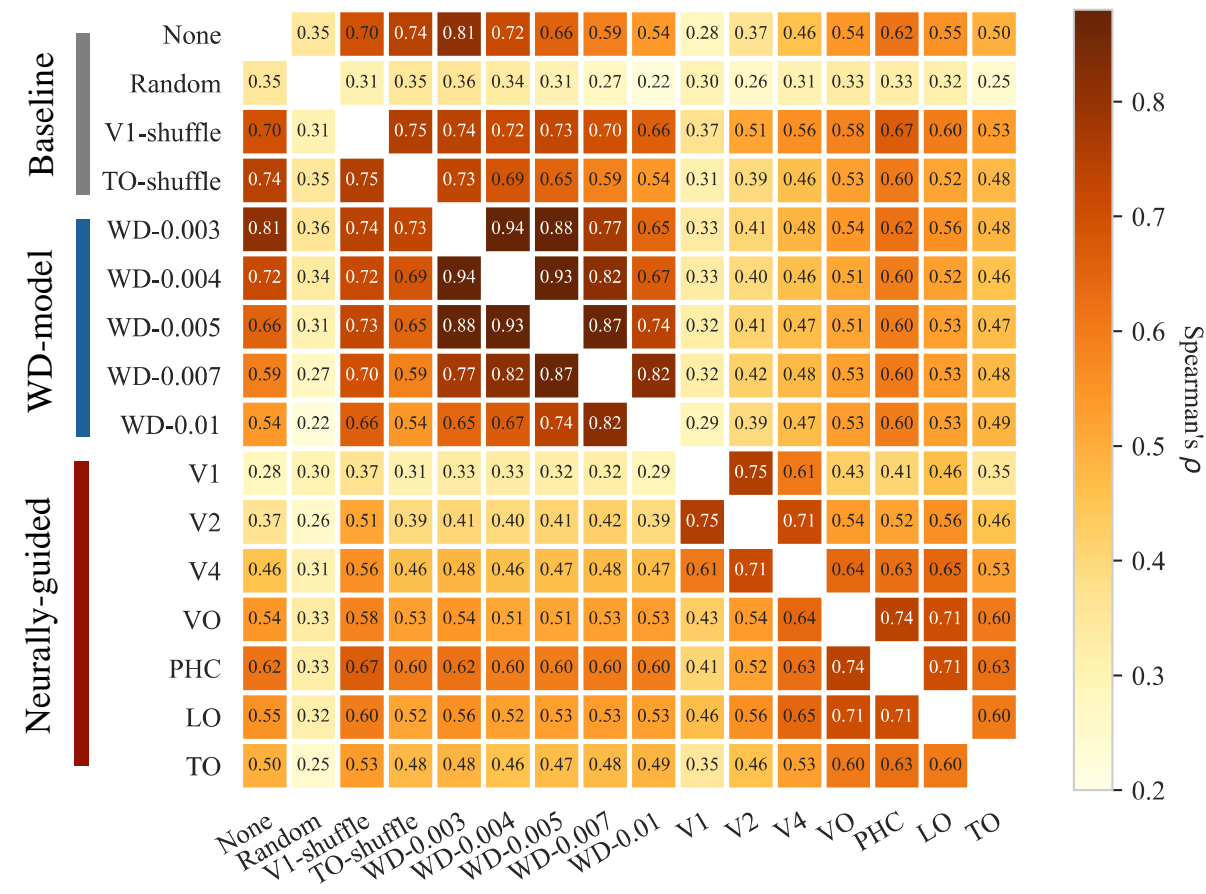 Baseline
WD-model
Neurally-guided
None 0.35 0.70 0.74 0.81 0.72 0.66 0.59 0.54 0.28 0.37 0.46 0.54 0.62 0.55 0.50
Random 0.35 0.31 0.35 0.36 0.34 0.31 0.27 0.22 0.30 0.26 0.31 0.33 0.33 0.32 0.25
V1-shuffle 0.70 0.31 0.75 0.74 0.72 0.73 0.70 0.66 0.37 0.51 0.56 0.58 0.67 0.60 0.53
TO-shuffle 0.74 0.35 0.75 0.73 0.69 0.65 0.59 0.54 0.31 0.39 0.46 0.53 0.60 0.52 0.48
WD-0.003 0.81 0.36 0.74 0.73 0.94 0.88 0.77 0.65 0.33 0.41 0.48 0.54 0.62 0.56 0.48
WD-0.004 0.72 0.34 0.72 0.69 0.94 0.93 0.82 0.67 0.33 0.40 0.46 0.51 0.60 0.52 0.46
WD-0.005 0.66 0.31 0.73 0.65 0.88 0.93 0.87 0.74 0.32 0.41 0.47 0.51 0.60 0.53 0.47
WD-0.007 0.59 0.27 0.70 0.59 0.77 0.82 0.87 0.82 0.32 0.42 0.48 0.53 0.60 0.53 0.48
WD-0.01 0.54 0.22 0.66 0.54 0.65 0.67 0.74 0.82 0.29 0.39 0.47 0.53 0.60 0.53 0.49
V1 0.28 0.30 0.37 0.31 0.33 0.33 0.32 0.32 0.29 0.75 0.61 0.43 0.41 0.46 0.35
V2 0.37 0.26 0.51 0.39 0.41 0.40 0.41 0.42 0.39 0.75 0.71 0.54 0.52 0.56 0.46
V4 0.46 0.31 0.56 0.46 0.48 0.46 0.47 0.48 0.47 0.61 0.71 0.64 0.63 0.65 0.53
VO 0.54 0.33 0.58 0.53 0.54 0.51 0.51 0.53 0.53 0.43 0.54 0.64 0.74 0.71 0.60
PHC 0.62 0.33 0.67 0.60 0.62 0.60 0.60 0.60 0.60 0.41 0.52 0.63 0.74 0.71 0.63
LO 0.55 0.32 0.60 0.52 0.56 0.52 0.53 0.53 0.53 0.46 0.56 0.65 0.71 0.71 0.60
TO 0.50 0.25 0.53 0.48 0.48 0.46 0.47 0.48 0.49 0.35 0.46 0.53 0.60 0.63 0.60
None Random V1-shuffle TO-shuffle WD-0.003 WD-0.004 WD-0.005 WD-0.007 WD-0.01 V1 V2 V4 VO PHC LO TO
0.8
0.7
0.6
0.5
0.4
0.3
0.2
Spearman's ρ